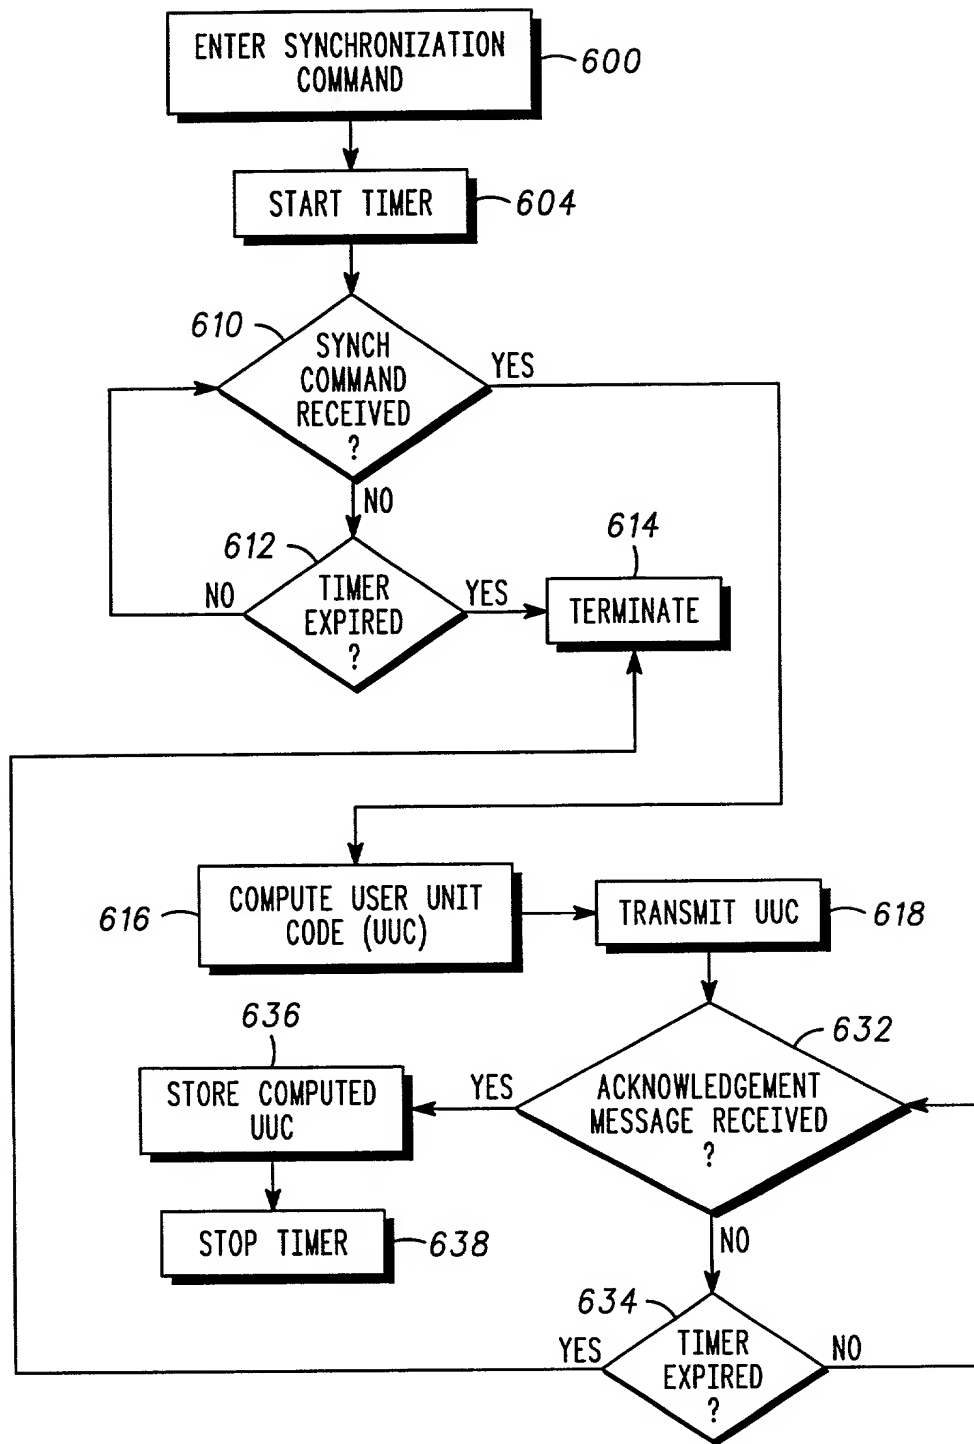 ENTER SYNCHRONIZATION
COMMAND
600
START TIMER
604
610
SYNCH
COMMAND
RECEIVED
?
YES
NO
612
TIMER
EXPIRED
?
NO
YES
614
TERMINATE
616
COMPUTE USER UNIT
CODE (UUC)
TRANSMIT UUC
618
636
STORE COMPUTED
UUC
YES
632
ACKNOWLEDGEMENT
MESSAGE RECEIVED
?
STOP TIMER
638
NO
634
YES
TIMER
EXPIRED
?
NO